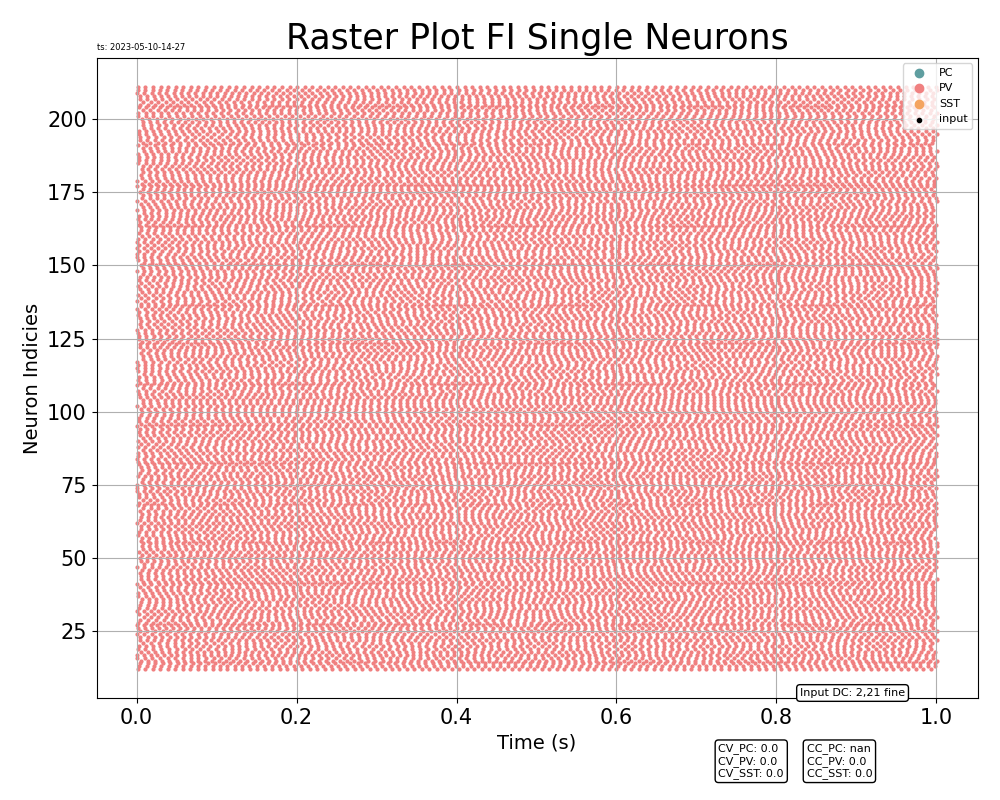 Raster Plot FI Single Neurons
ts: 2023-05-10-14-27
PC
PV
SST
input
Neuron Indicies
200
175
150
125
100
75
50
25
Input DC: 2,21 fine
0.0 0.2 0.4 0.6 0.8 1.0
Time (s)
CV_PC: 0.0
CV_PV: 0.0
CV_SST: 0.0
CC_PC: nan
CC_PV: 0.0
CC_SST: 0.0